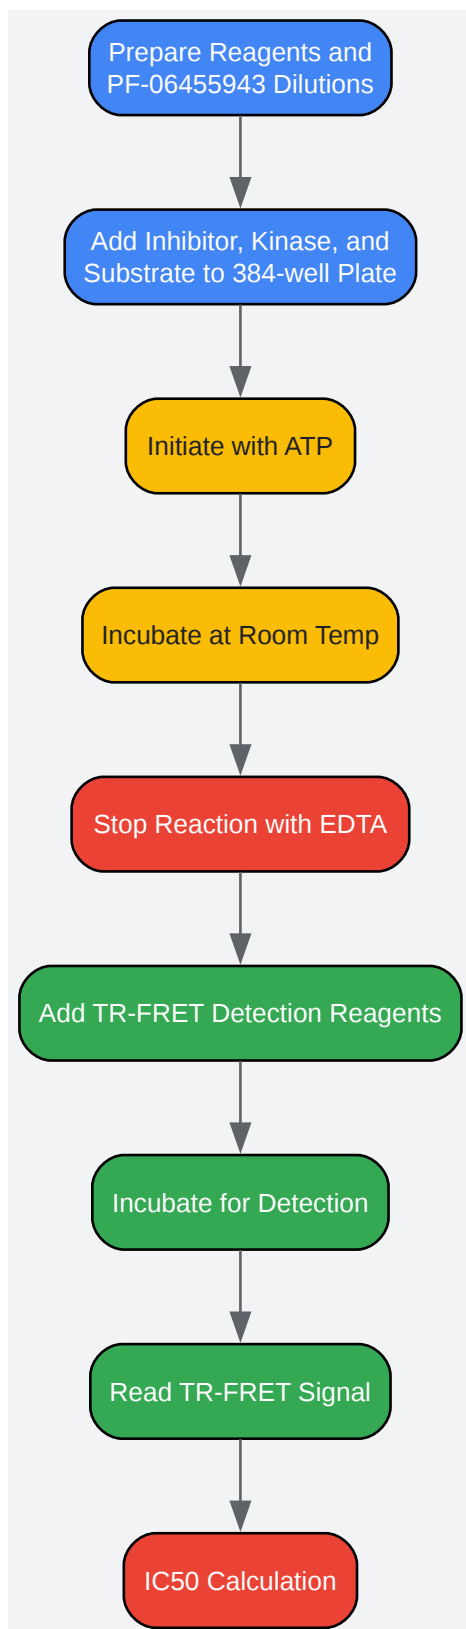 Prepare Reagents and
PF-06455943 Dilutions
Add Inhibitor, Kinase, and
Substrate to 384-well Plate
Initiate with ATP
Incubate at Room Temp
Stop Reaction with EDTA
Add TR-FRET Detection Reagents
Incubate for Detection
Read TR-FRET Signal
IC50 Calculation